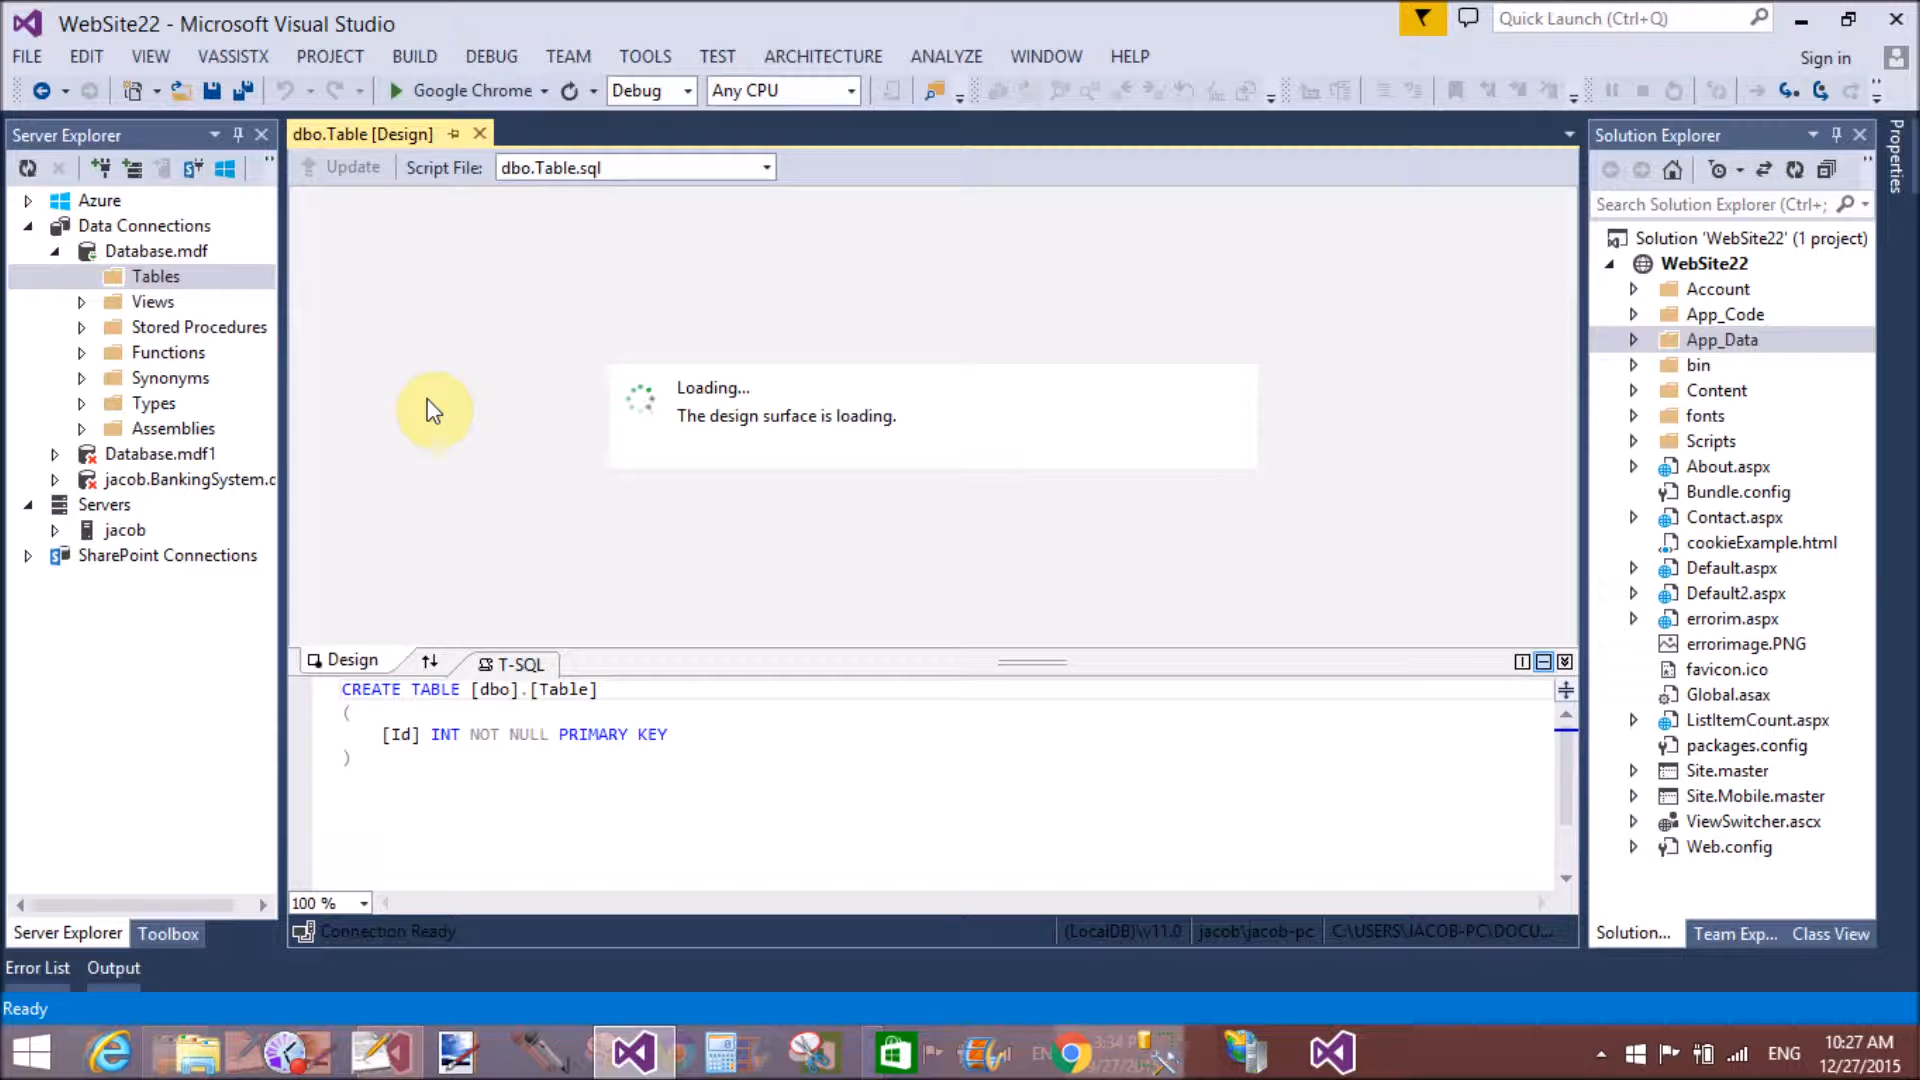 WebSite22 - Microsoft Visual Studio
Quick Launch (Ctrl+Q)
FILE EDIT VIEW VASSISTX PROJECT BUILD DEBUG TEAM TOOLS TEST ARCHITECTURE ANALYZE WINDOW HELP
Sign in
Google Chrome Debug Any CPU
Server Explorer
Azure
Data Connections
Database.mdf
Tables
Views
Stored Procedures
Functions
Synonyms
Types
Assemblies
Database.mdf1
jacob.BankingSystem.c
Servers
jacob
SharePoint Connections
Server Explorer Toolbox
dbo.Table [Design]
Update Script File: dbo.Table.sql
Loading...
The design surface is loading.
Design T-SQL
CREATE TABLE [dbo].[Table]
(
[Id] INT NOT NULL PRIMARY KEY
)
100 %
Connection Ready (LocalDB)\v11.0 jacob\jacob-pc C:\USERS\JACOB-PC\DOCU...
Solution Explorer
Search Solution Explorer (Ctrl+;
Solution 'WebSite22' (1 project)
WebSite22
Account
App_Code
App_Data
bin
Content
fonts
Scripts
About.aspx
Bundle.config
Contact.aspx
cookieExample.html
Default.aspx
Default2.aspx
errorim.aspx
errorimage.PNG
favicon.ico
Global.asax
ListItemCount.aspx
packages.config
Site.master
Site.Mobile.master
ViewSwitcher.ascx
Web.config
Solution... Team Exp... Class View
Properties
Error List Output
Ready
ENG
10:27 AM
12/27/2015